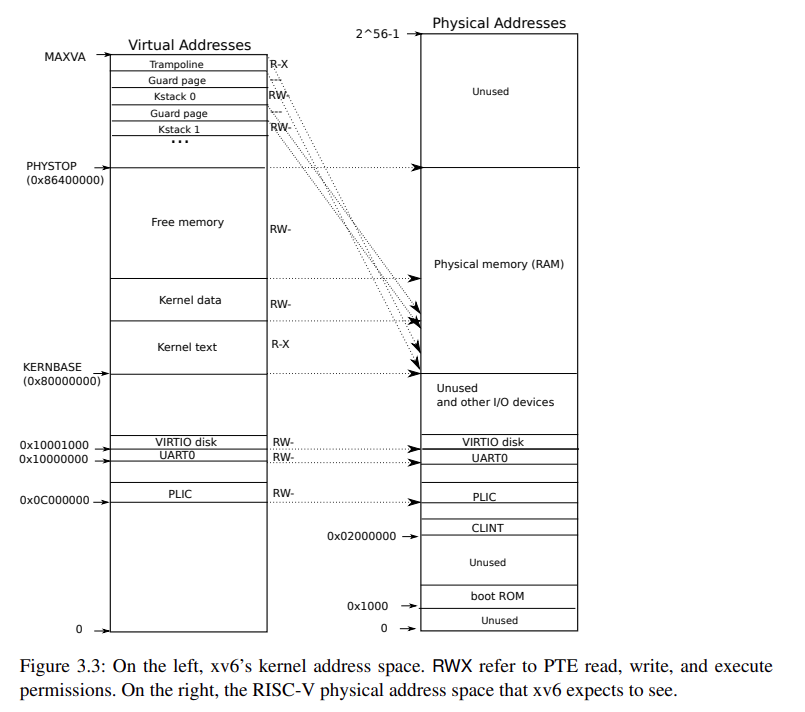 Virtual Addresses
MAXVA
Trampoline
R-X
Guard page
---
Kstack 0
RW-
Guard page
---
Kstack 1
RW-
...
PHYSTOP
(0x86400000)
Free memory
RW-
Kernel data
RW-
Kernel text
R-X
KERNBASE
(0x80000000)
0x10001000
VIRTIO disk
RW-
0x10000000
UART0
RW-
0x0C000000
PLIC
RW-
0
Physical Addresses
2^56-1
Unused
Physical memory (RAM)
Unused
and other I/O devices
VIRTIO disk
UART0
PLIC
CLINT
0x02000000
Unused
boot ROM
0x1000
Unused
0
Figure 3.3: On the left, xv6’s kernel address space. RWX refer to PTE read, write, and execute
permissions. On the right, the RISC-V physical address space that xv6 expects to see.